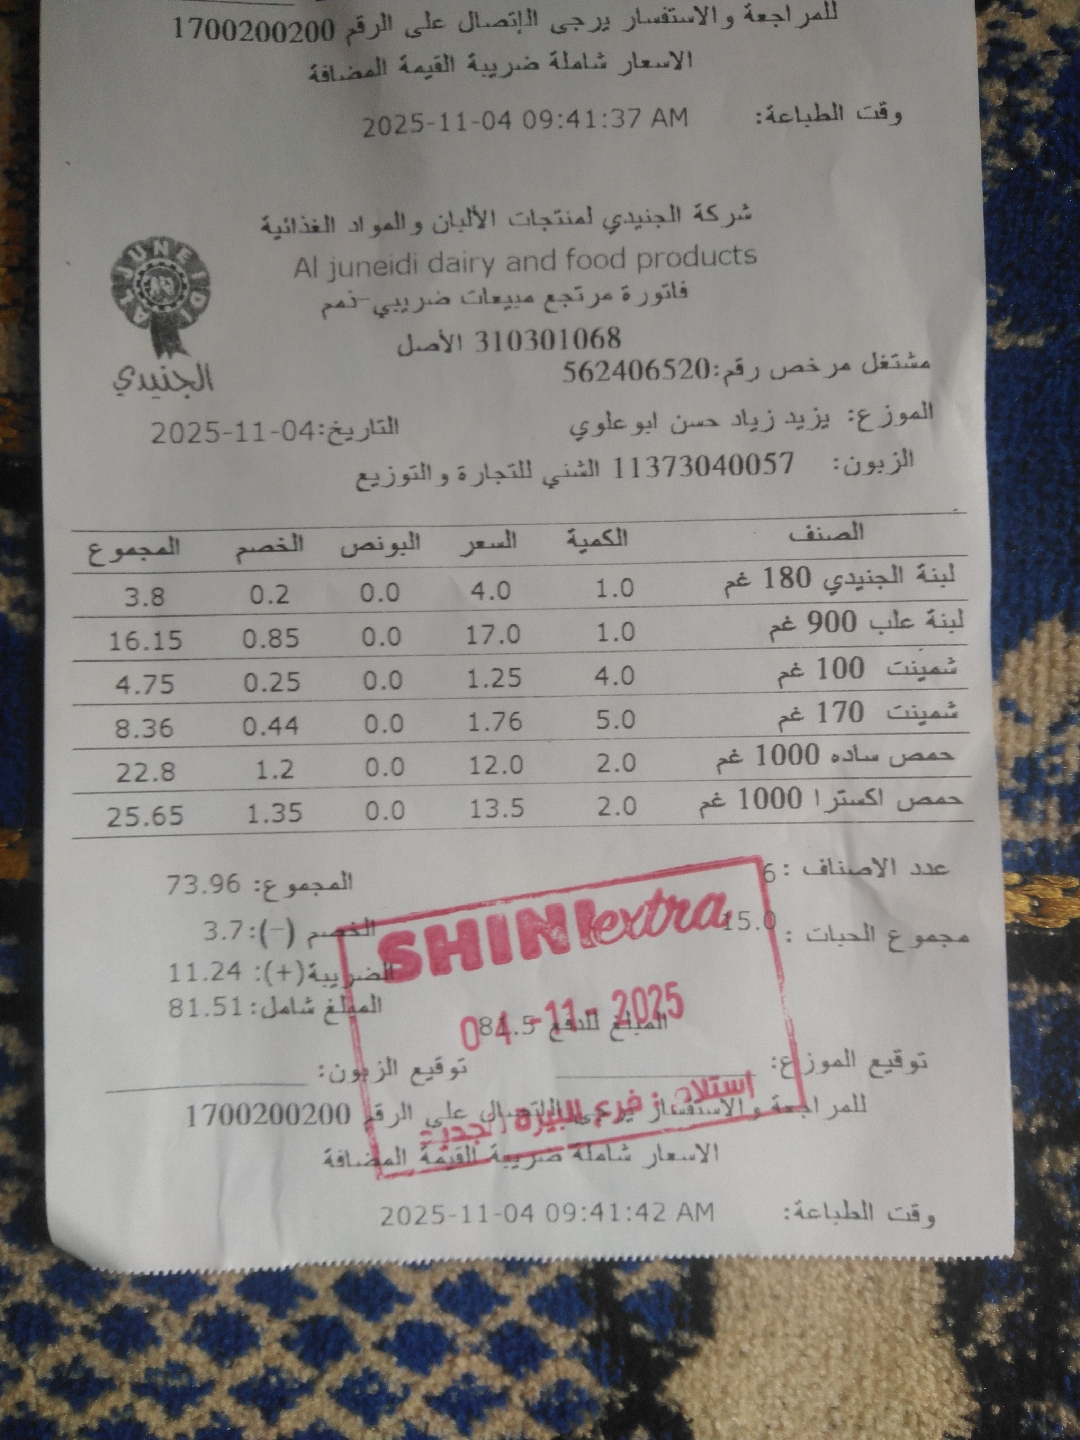 للمراجعة والاستفسار يرجى الإتصال على الرقم 1700200200
الاسعار شاملة ضريبة القيمة المضافة
وقت الطباعة: 2025-11-04 09:41:37 AM
شركة الجنيدي لمنتجات الألبان والمواد الغذائية
Al juneidi dairy and food products
AL JUNEIDI
الجنيدي
فاتورة مرتجع مبيعات ضريبي-ذمم
310301068 الأصل
مشتغل مرخص رقم:562406520
الموزع: يزيد زياد حسن ابوعلوي التاريخ:2025-11-04
الزبون: 11373040057 الشني للتجارة والتوزيع
الصنف الكمية السعر البونص الخصم المجموع
لبنة الجنيدي 180 غم 1.0 4.0 0.0 0.2 3.8
لبنة علب 900 غم 1.0 17.0 0.0 0.85 16.15
شمينت 100 غم 4.0 1.25 0.0 0.25 4.75
شمينت 170 غم 5.0 1.76 0.0 0.44 8.36
حمص ساده 1000 غم 2.0 12.0 0.0 1.2 22.8
حمص اكسترا 1000 غم 2.0 13.5 0.0 1.35 25.65
عدد الاصناف :6 المجموع: 73.96
مجموع الحبات : 15.0 الخصم (-):3.7
الضريبة(+): 11.24
المبلغ شامل:81.51
SHINI extra
04-11-2025
المبلغ للدفع 81.5
توقيع الموزع: توقيع الزبون:
استلام : فرع البيرة الجديد
للمراجعة والاستفسار يرجى الإتصال على الرقم 1700200200
الاسعار شاملة ضريبة القيمة المضافة
وقت الطباعة: 2025-11-04 09:41:42 AM